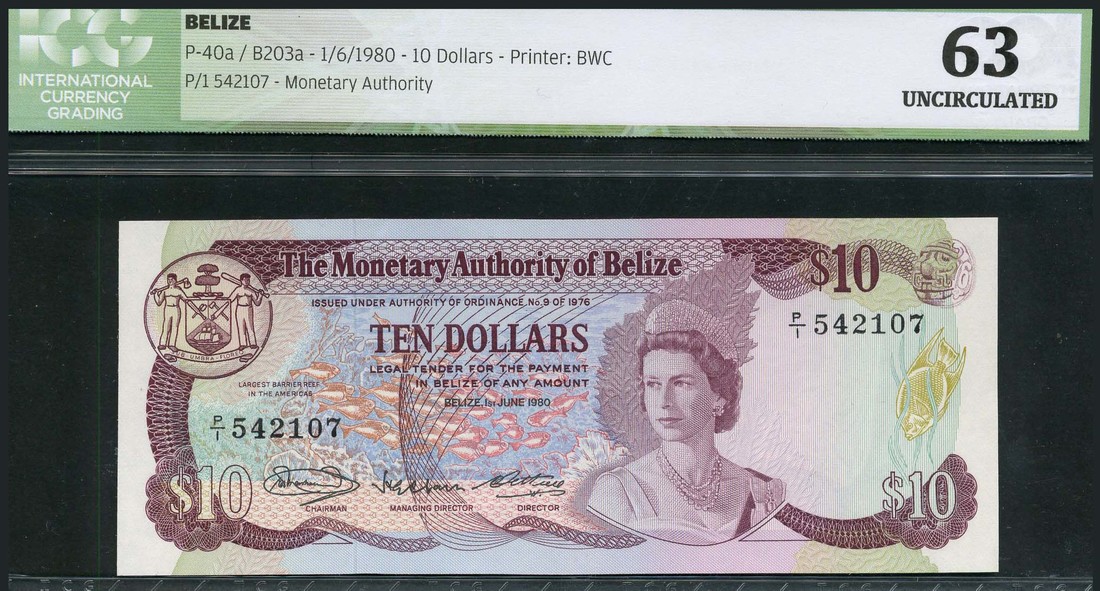 ICG
INTERNATIONAL
CURRENCY
GRADING
BELIZE
P-40a / B203a - 1/6/1980 - 10 Dollars - Printer: BWC
P/1 542107 - Monetary Authority
63
UNCIRCULATED
The Monetary Authority of Belize
$10
ISSUED UNDER AUTHORITY OF ORDINANCE No. 9 OF 1976
P/1 542107
TEN DOLLARS
LEGAL TENDER FOR THE PAYMENT
IN BELIZE OF ANY AMOUNT
BELIZE, 1st JUNE 1980
LARGEST BARRIER REEF
IN THE AMERICAS
P/1 542107
$10
CHAIRMAN
MANAGING DIRECTOR
DIRECTOR
$10